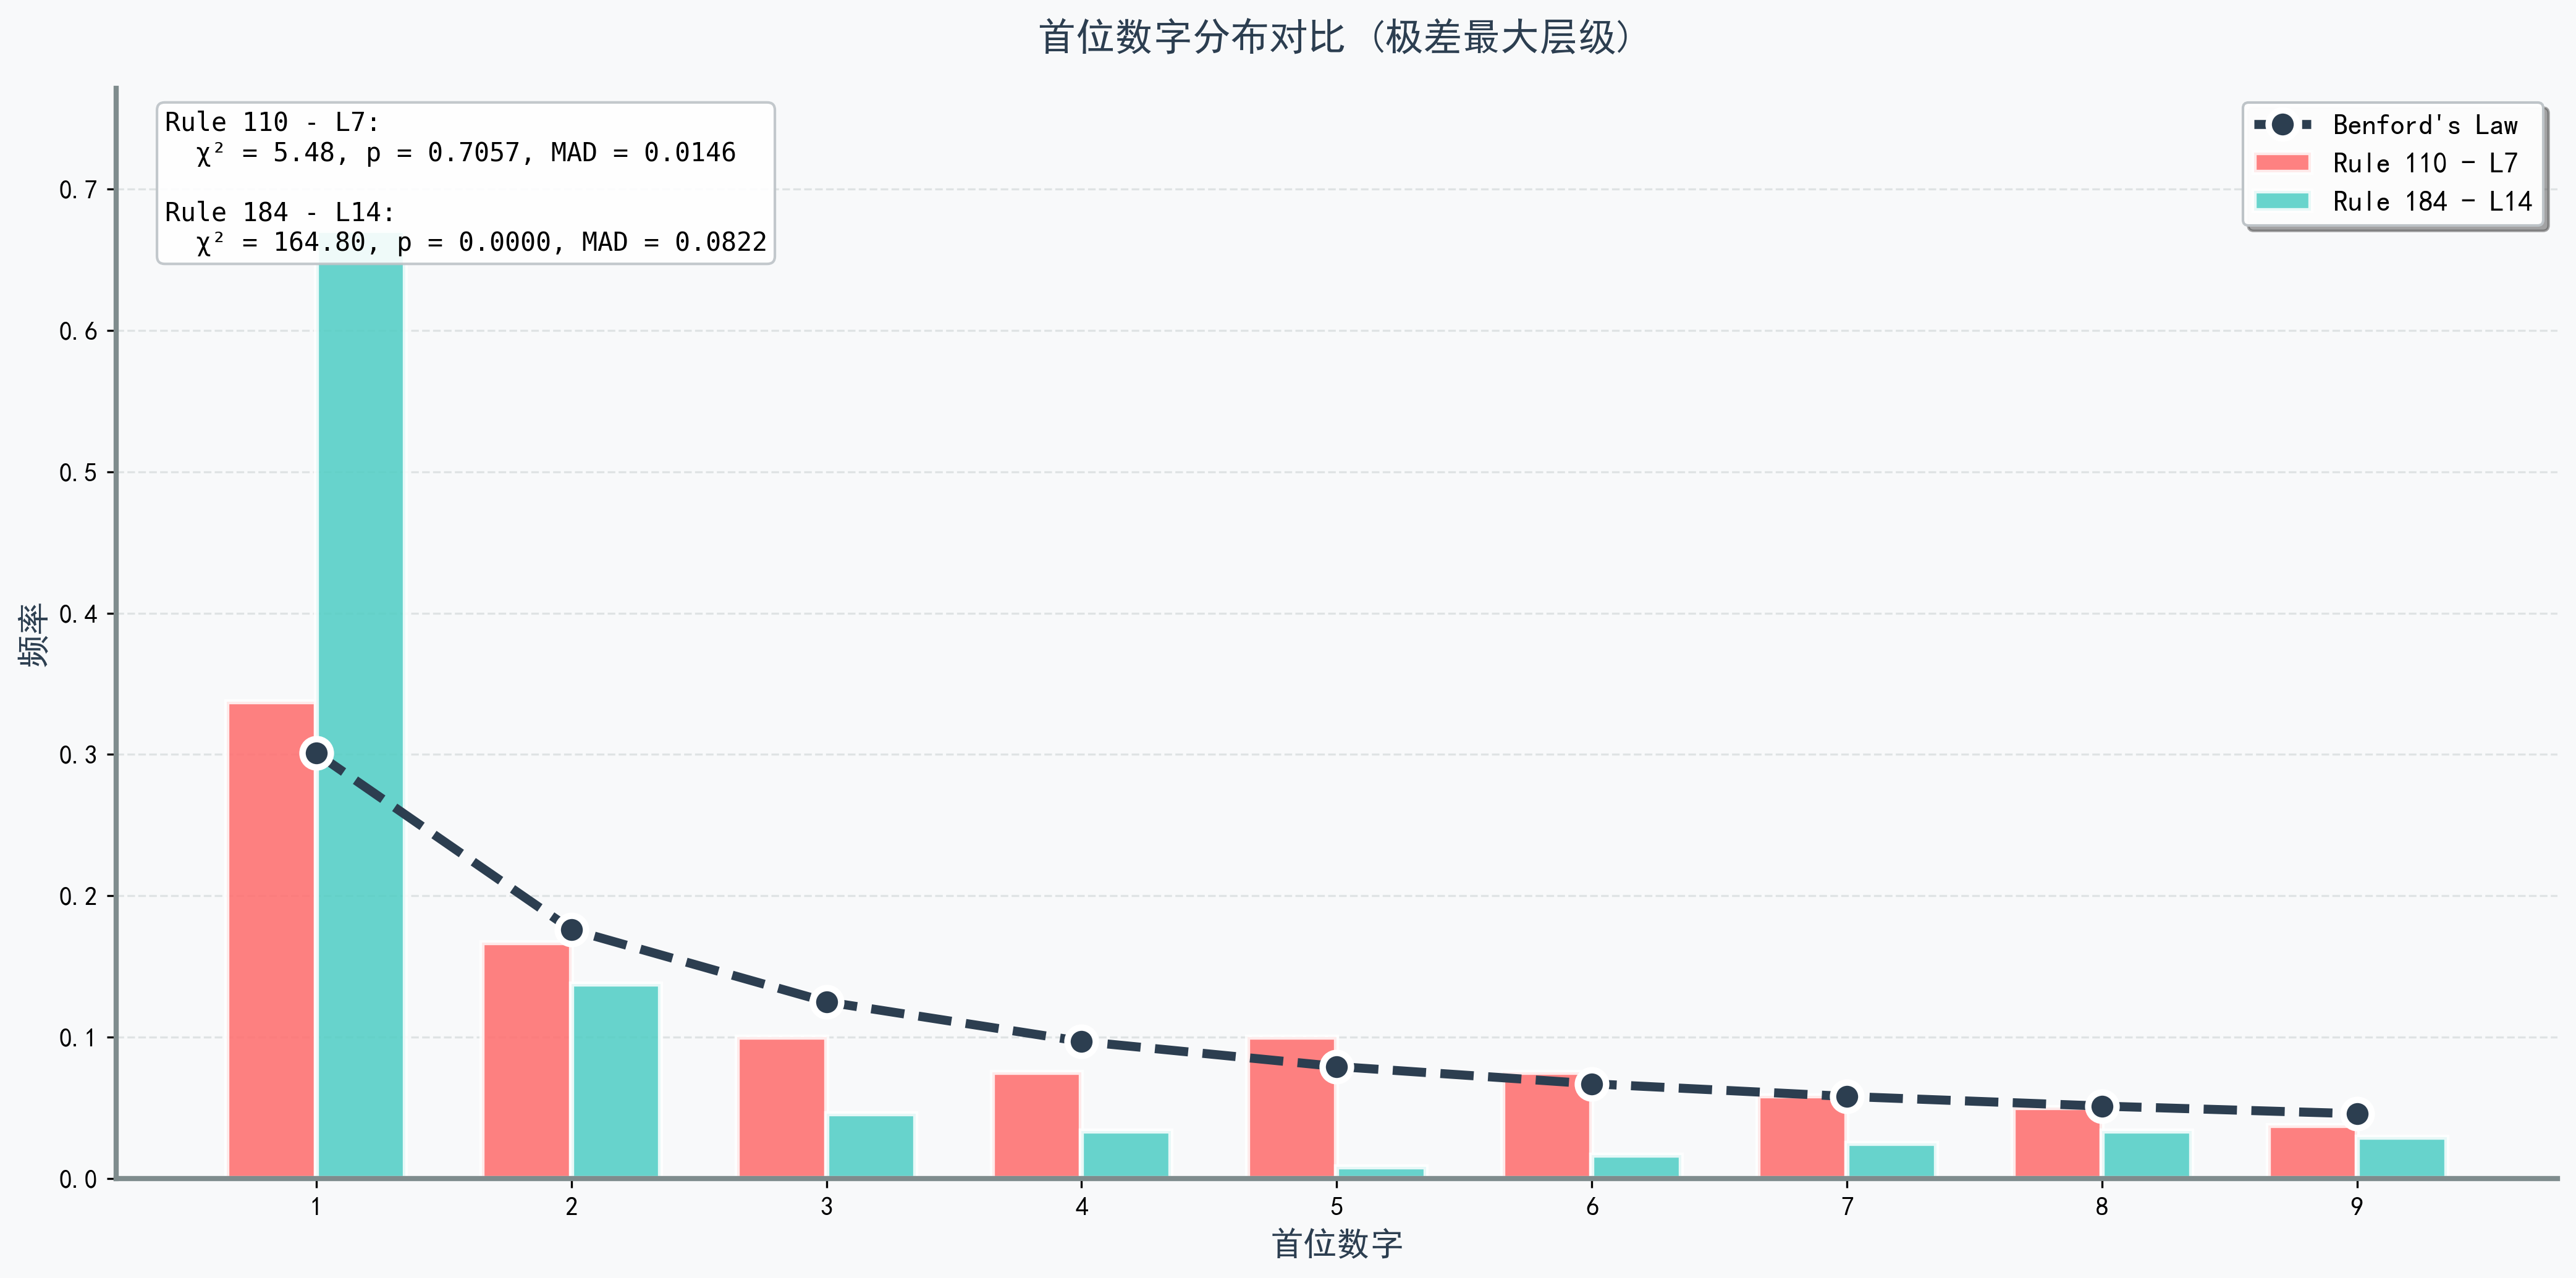 首位数字分布对比 (极差最大层级)
Rule 110 - L7:
χ² = 5.48, p = 0.7057, MAD = 0.0146
Rule 184 - L14:
χ² = 164.80, p = 0.0000, MAD = 0.0822
Benford's Law
Rule 110 - L7
Rule 184 - L14
频率
0.7
0.6
0.5
0.4
0.3
0.2
0.1
0.0
1 2 3 4 5 6 7 8 9
首位数字